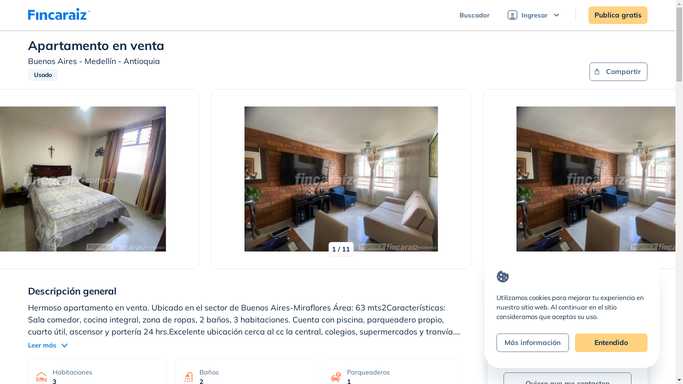 Fincaraiz
Buscador
Ingresar
Publica gratis
Apartamento en venta
Buenos Aires - Medellín - Antioquia
Usado
Compartir
fincaraiz
fincaraiz
fincaraiz
1 / 11
Descripción general
Hermoso apartamento en venta. Ubicado en el sector de Buenos Aires-Miraflores Área: 63 mts2Características:
Sala comedor, cocina integral, zona de ropas, 2 baños, 3 habitaciones. Cuenta con piscina, parqueadero propio,
cuarto útil, ascensor y portería 24 hrs.Excelente ubicación cerca al cc la central, colegios, supermercados y tranvía....
Leer más
Habitaciones
3
Baños
2
Parqueaderos
1
Utilizamos cookies para mejorar tu experiencia en
nuestro sitio web. Al continuar en el sitio
consideramos que aceptas su uso.
Más información
Entendido
Quiero que me contacten